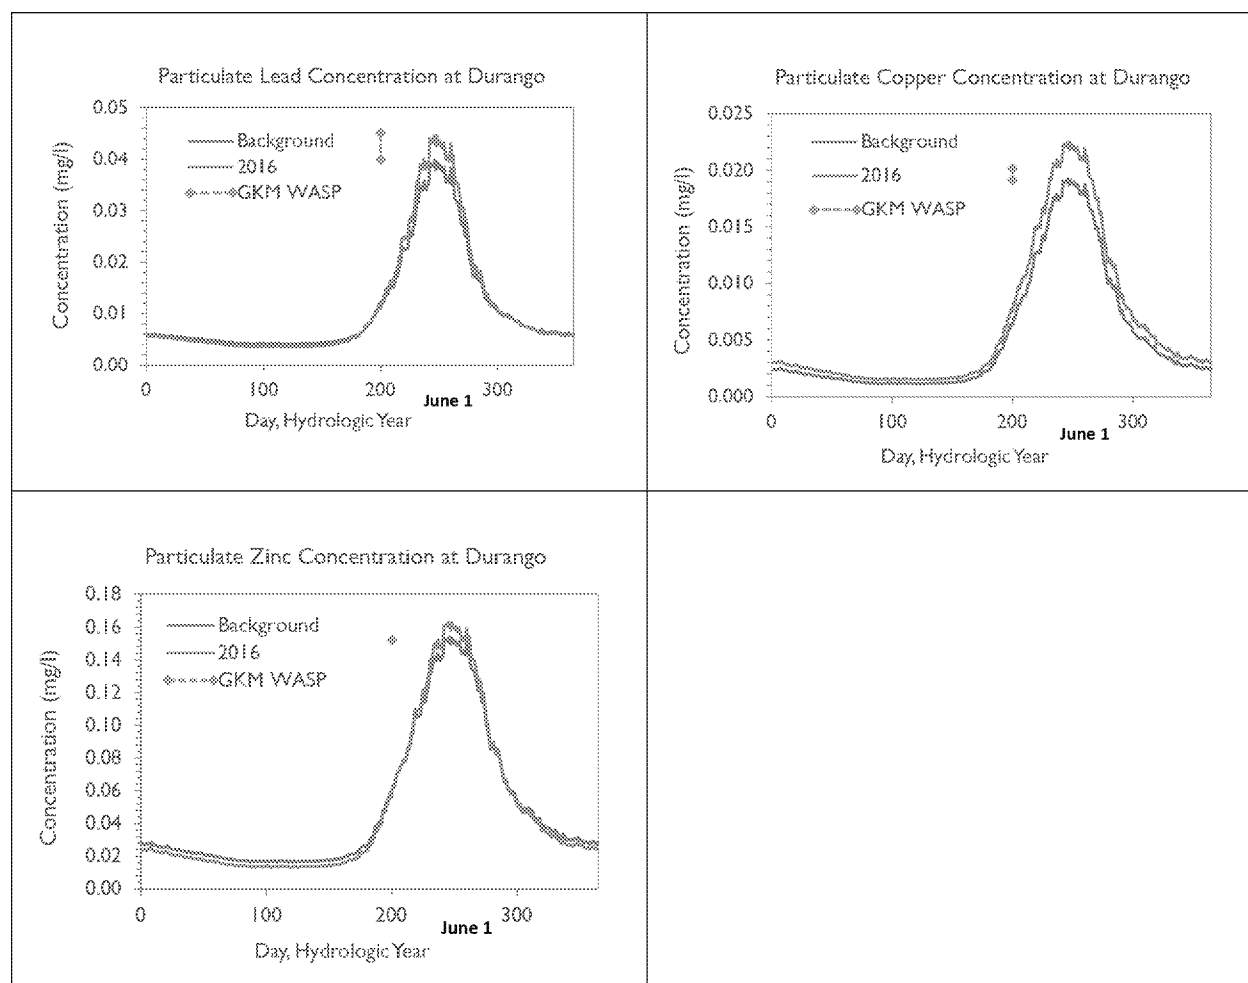 Particulate Lead Concentration at Durango
Concentration (mg/l)
0.05
0.04
0.03
0.02
0.01
0.00
Background
2016
GKM WASP
0
100
200
300
June 1
Day, Hydrologic Year
Particulate Copper Concentration at Durango
Concentration (mg/l)
0.025
0.020
0.015
0.010
0.005
0.000
Background
2016
GKM WASP
0
100
200
300
June 1
Day, Hydrologic Year
Particulate Zinc Concentration at Durango
Concentration (mg/l)
0.18
0.16
0.14
0.12
0.10
0.08
0.06
0.04
0.02
0.00
Background
2016
GKM WASP
0
100
200
300
June 1
Day, Hydrologic Year